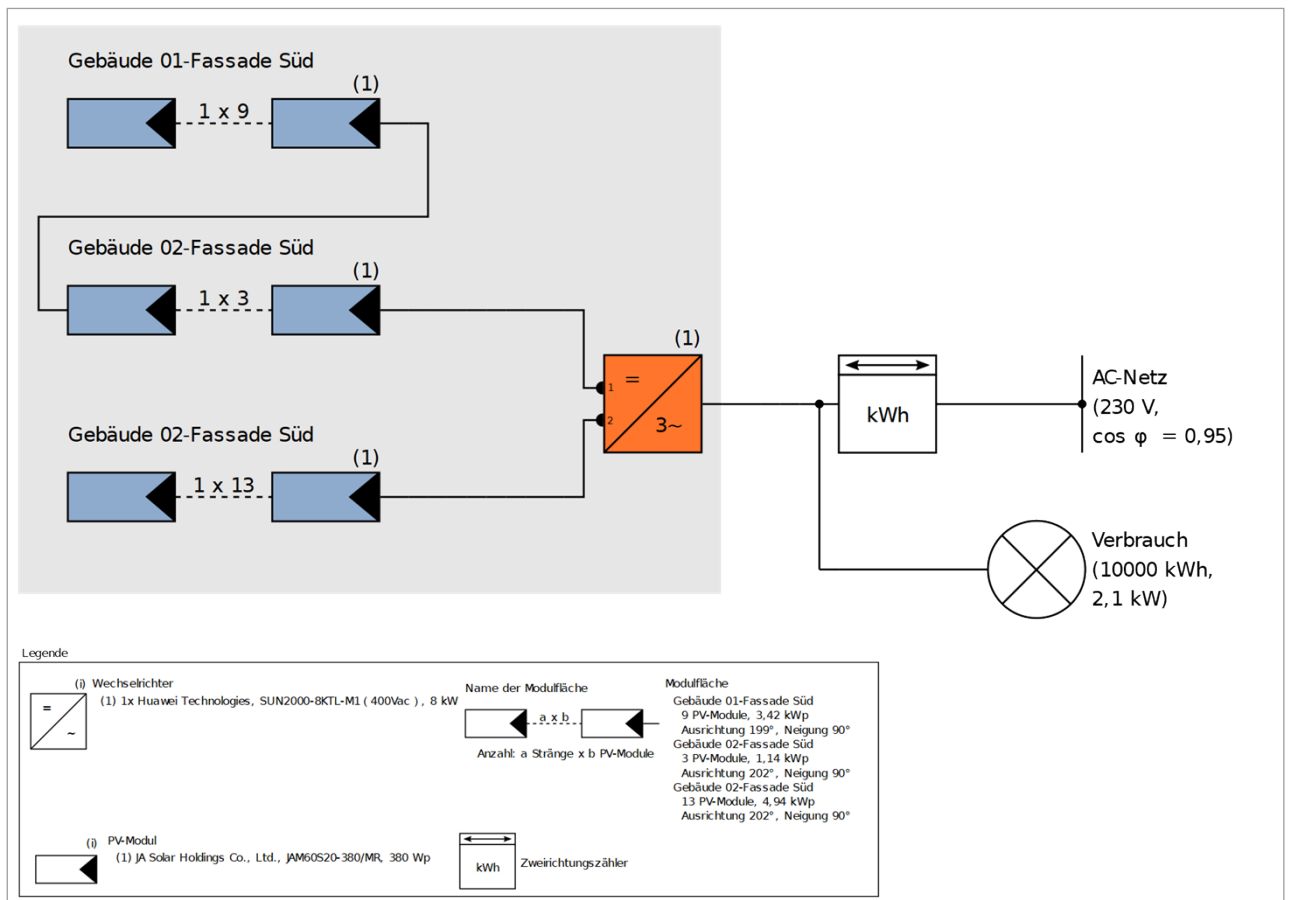 Gebäude 01-Fassade Süd
(1)
1 x 9
Gebäude 02-Fassade Süd
(1)
1 x 3
(1)
1
=
2
3~
Gebäude 02-Fassade Süd
(1)
1 x 13
kWh
AC-Netz
(230 V,
cos φ = 0,95)
Verbrauch
(10000 kWh,
2,1 kW)
Legende
(i) Wechselrichter
(1) 1x Huawei Technologies, SUN2000-8KTL-M1 ( 400Vac ) , 8 kW
=
~
Name der Modulfläche
a x b
Anzahl: a Stränge x b PV-Module
Modulfläche
Gebäude 01-Fassade Süd
9 PV-Module, 3,42 kWp
Ausrichtung 199°, Neigung 90°
Gebäude 02-Fassade Süd
3 PV-Module, 1,14 kWp
Ausrichtung 202°, Neigung 90°
Gebäude 02-Fassade Süd
13 PV-Module, 4,94 kWp
Ausrichtung 202°, Neigung 90°
(i) PV-Modul
(1) JA Solar Holdings Co., Ltd., JAM60S20-380/MR, 380 Wp
kWh
Zweirichtungszähler